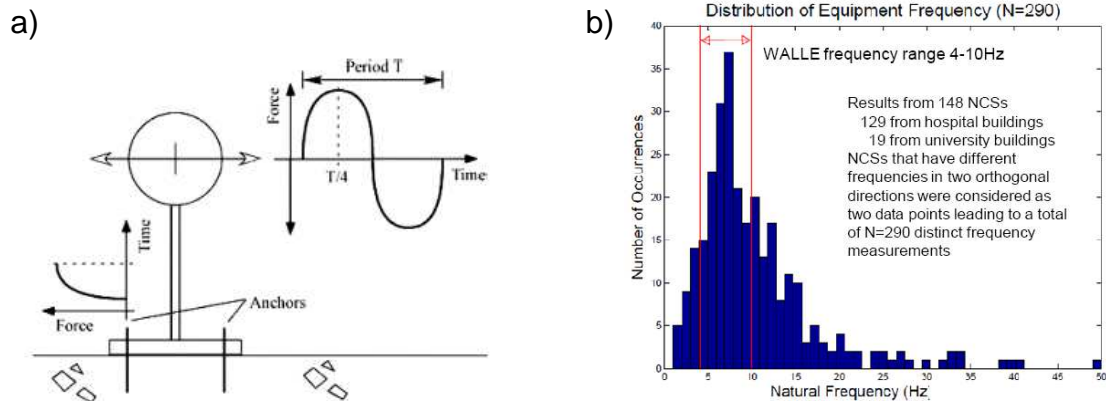 a)
Period T
Force
T/4
Time
Time
Force
Anchors
b)
Distribution of Equipment Frequency (N=290)
WALLE frequency range 4-10Hz
Results from 148 NCSs
129 from hospital buildings
19 from university buildings
NCSs that have different
frequencies in two orthogonal
directions were considered as
two data points leading to a total
of N=290 distinct frequency
measurements
Number of Occurrences
40
35
30
25
20
15
10
5
0
0 5 10 15 20 25 30 35 40 45 50
Natural Frequency (Hz)